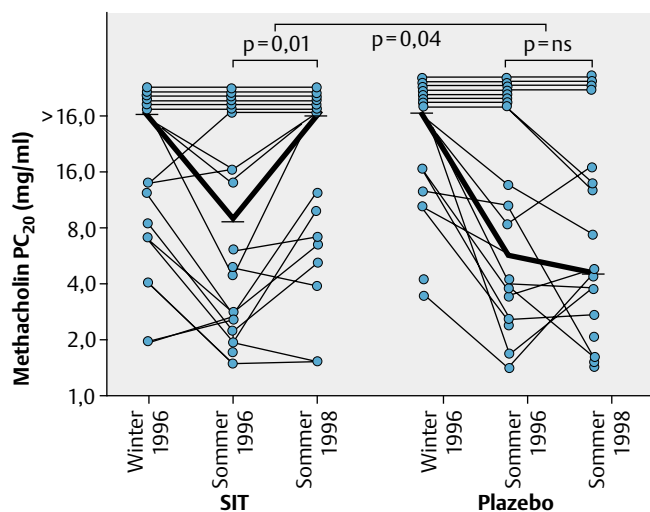 p = 0,01
p = 0,04
p = ns
Methacholin PC₂₀ (mg/ml)
> 16,0
16,0
8,0
4,0
2,0
1,0
Winter
1996
Sommer
1996
Sommer
1998
Winter
1996
Sommer
1996
Sommer
1998
SIT
Plazebo